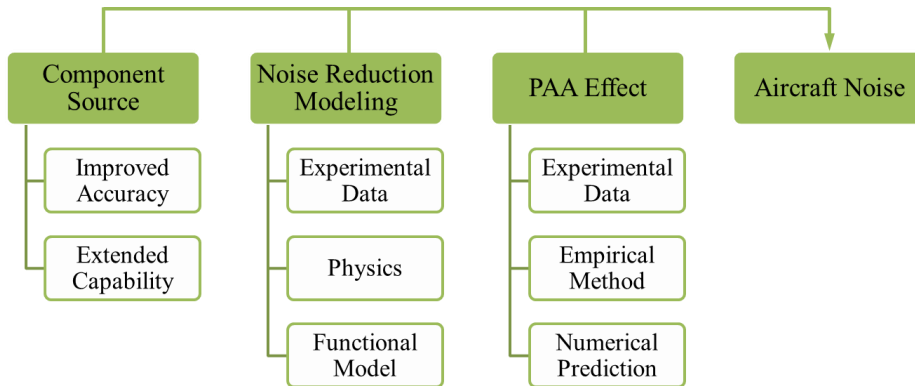 Component
Source
Noise Reduction
Modeling
PAA Effect
Aircraft Noise
Improved
Accuracy
Extended
Capability
Experimental
Data
Physics
Functional
Model
Experimental
Data
Empirical
Method
Numerical
Prediction